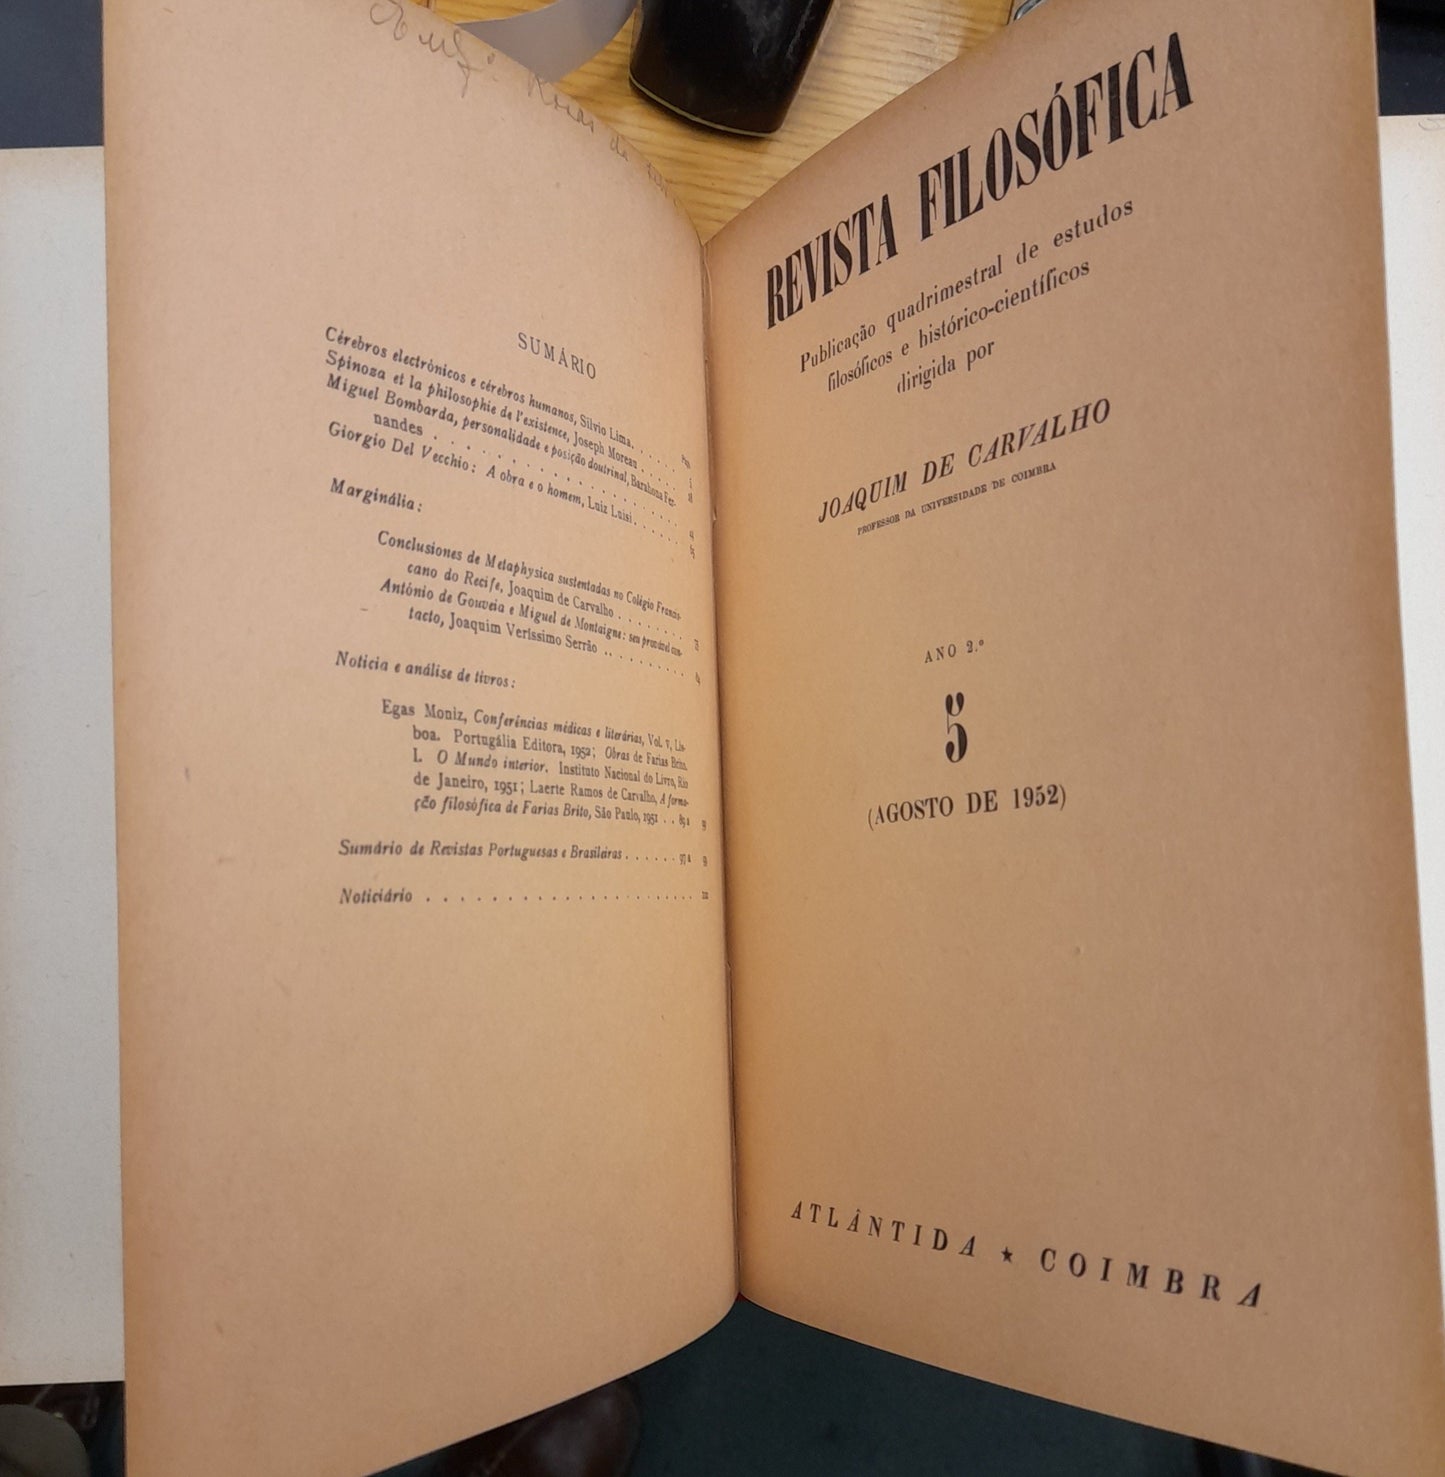 SUMÁRIO
Pág.
Cérebros electrónicos e cérebros humanos, Sílvio Lima. . . . . .
Spinoza et la philosophie de l'existence, Joseph Moreau . . . . .
Miguel Bombarda, personalidade e posição doutrinal, Barahona Fer-
nandes . . . . . . . . . . . . . .
Giorgio Del Vecchio: A obra e o homem, Luiz Luisi. . . . . .
Marginália:
Conclusiones de Metaphysica sustentadas no Colégio Francis-
cano do Recife, Joaquim de Carvalho . . . . . . . .
António de Gouveia e Miguel de Montaigne: seu provável con-
tacto, Joaquim Veríssimo Serrão . . . . . . . . .
Notícia e análise de livros:
Egas Moniz, Conferências médicas e literárias, Vol. V, Lis-
boa. Portugália Editora, 1952; Obras de Farias Brito,
I. O Mundo interior. Instituto Nacional do Livro, Rio
de Janeiro, 1951; Laerte Ramos de Carvalho, A forma-
ção filosófica de Farias Brito, São Paulo, 1951 . . 89 a
Sumário de Revistas Portuguesas e Brasileiras . . . . . . 97 a
Noticiário . . . . . . . . . . . . . . . . . .
REVISTA FILOSÓFICA
Publicação quadrimestral de estudos
filosóficos e histórico-científicos
dirigida por
JOAQUIM DE CARVALHO
PROFESSOR DA UNIVERSIDADE DE COIMBRA
ANO 2.º
5
(AGOSTO DE 1952)
ATLÂNTIDA ★ COIMBRA